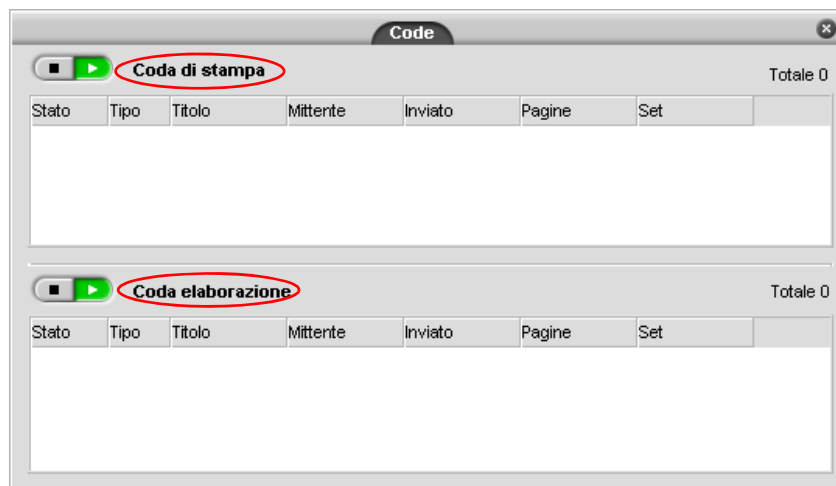 Code
Coda di stampa
Totale 0
Stato Tipo Titolo Mittente Inviato Pagine Set
Coda elaborazione
Totale 0
Stato Tipo Titolo Mittente Inviato Pagine Set